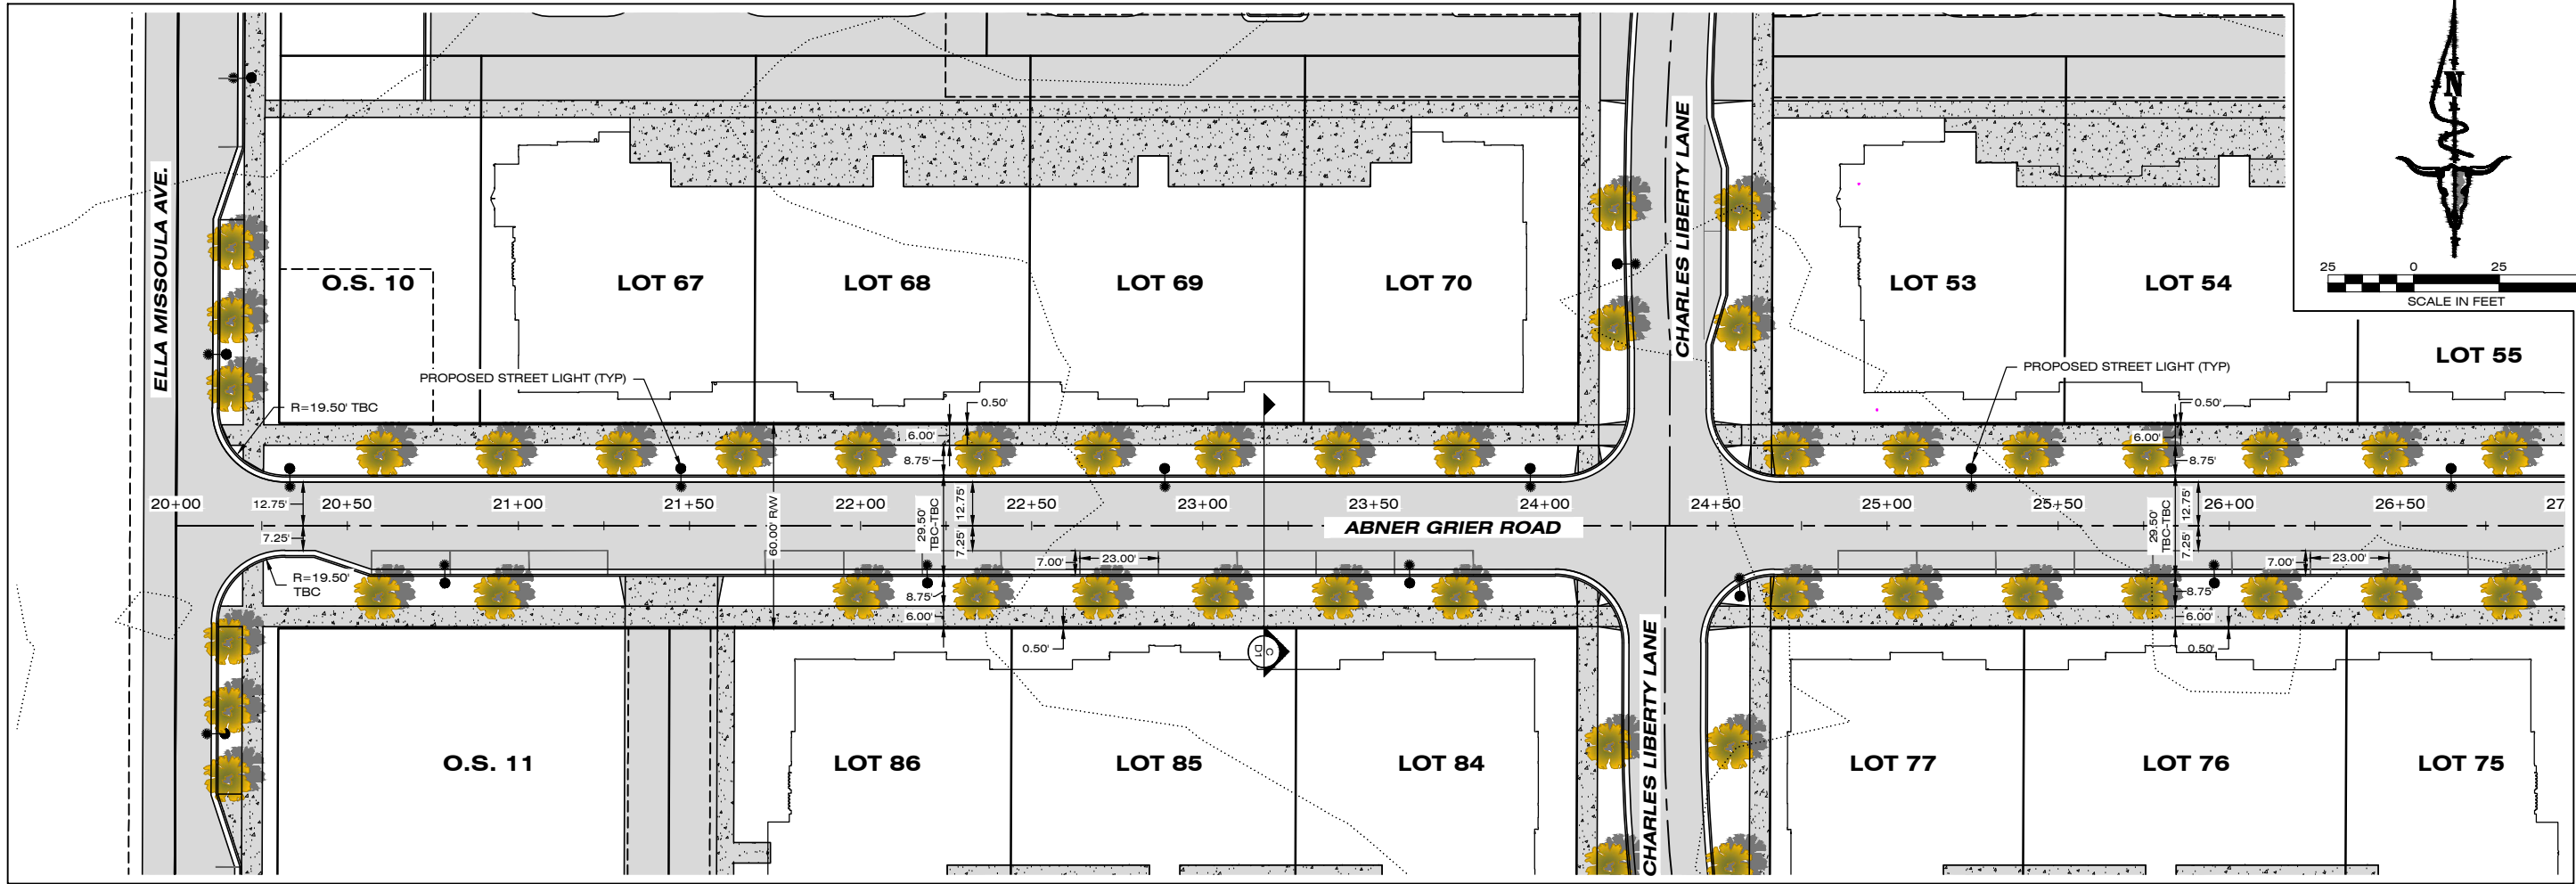 N
25 0 25
SCALE IN FEET
ELLA MISSOULA AVE.
CHARLES LIBERTY LANE
O.S. 10
LOT 67
LOT 68
LOT 69
LOT 70
LOT 53
LOT 54
LOT 55
PROPOSED STREET LIGHT (TYP)
PROPOSED STREET LIGHT (TYP)
R=19.50' TBC
0.50'
0.50'
6.00'
6.00'
8.75'
8.75'
12.75'
60.00' R/W
29.50'
TBC-TBC
12.75'
29.50'
TBC-TBC
12.75'
20+00
20+50
21+00
21+50
22+00
22+50
23+00
23+50
24+00
24+50
25+00
25+50
26+00
26+50
27
ABNER GRIER ROAD
7.25'
7.25'
7.25'
7.00'
23.00'
7.00'
23.00'
R=19.50'
TBC
8.75'
8.75'
6.00'
6.00'
0.50'
0.50'
C
D1
CHARLES LIBERTY LANE
O.S. 11
LOT 86
LOT 85
LOT 84
LOT 77
LOT 76
LOT 75